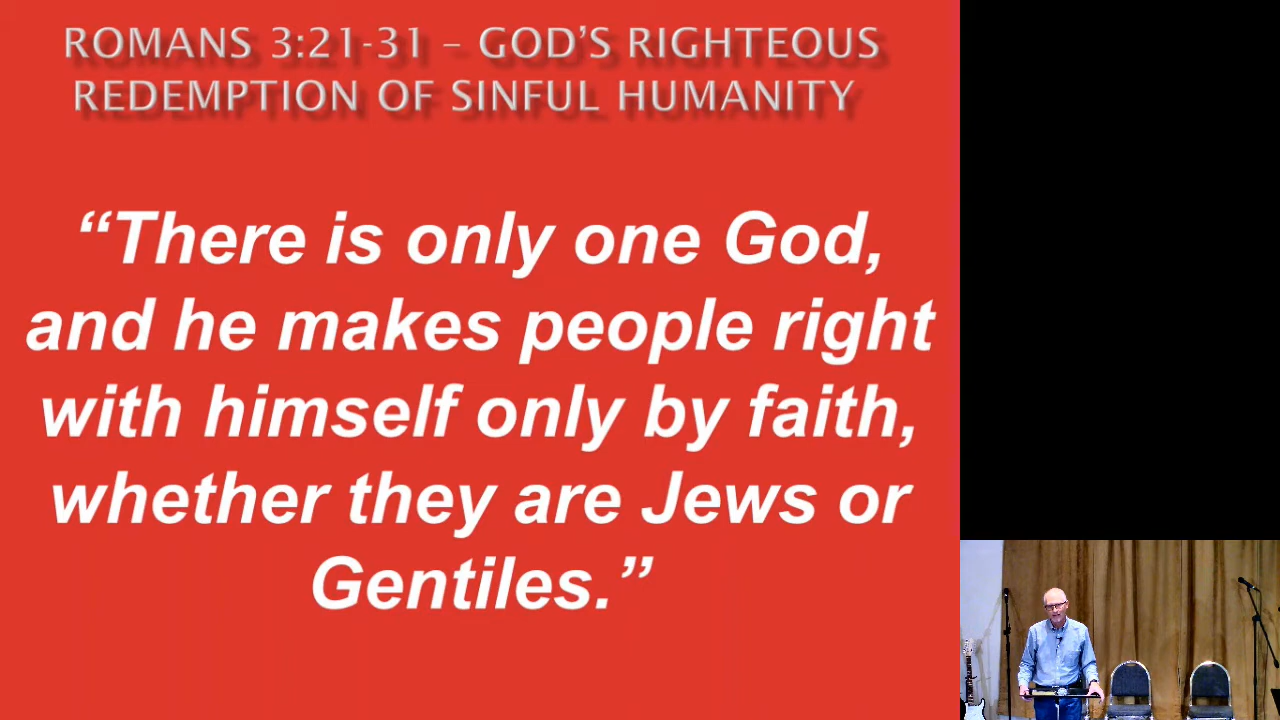 ROMANS 3:21-31 – GOD’S RIGHTEOUS
REDEMPTION OF SINFUL HUMANITY
“There is only one God,
and he makes people right
with himself only by faith,
whether they are Jews or
Gentiles.”